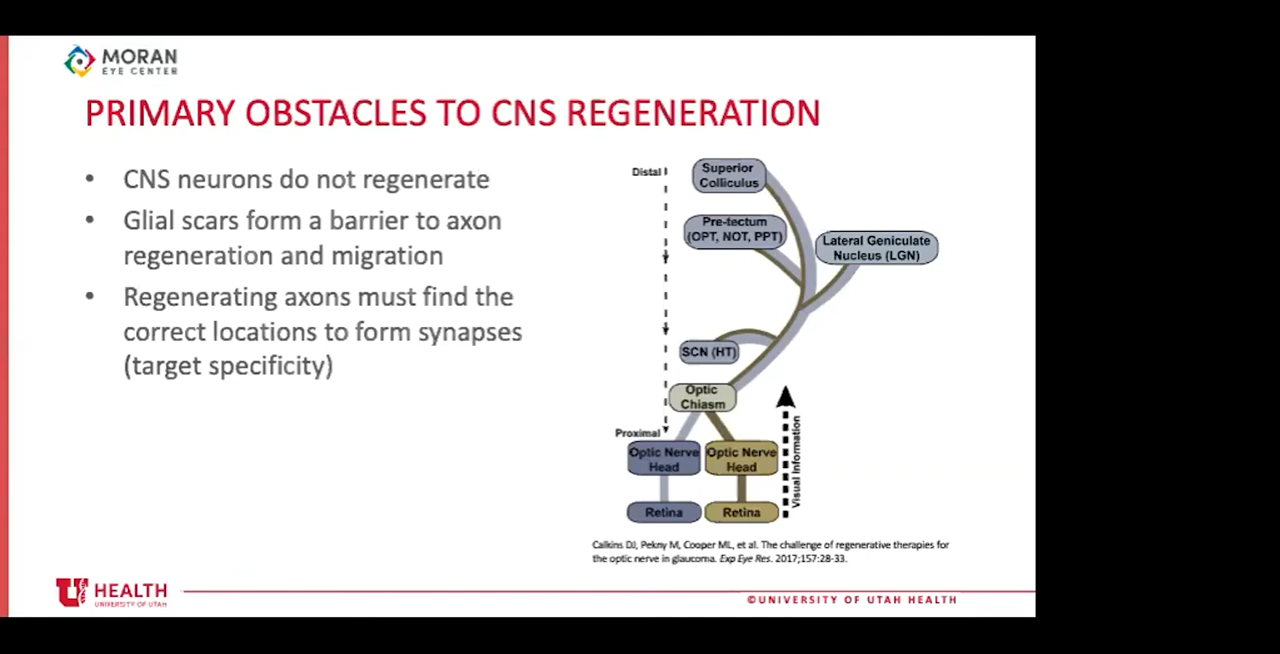 MORAN
EYE CENTER
PRIMARY OBSTACLES TO CNS REGENERATION
• CNS neurons do not regenerate
• Glial scars form a barrier to axon
regeneration and migration
• Regenerating axons must find the
correct locations to form synapses
(target specificity)
Distal
Superior
Colliculus
Pre-tectum
(OPT, NOT, PPT)
Lateral Geniculate
Nucleus (LGN)
SCN (HT)
Optic
Chiasm
Proximal
Optic Nerve
Head
Optic Nerve
Head
Retina
Retina
Visual Information
Calkins DJ, Pekny M, Cooper ML, et al. The challenge of regenerative therapies for
the optic nerve in glaucoma. Exp Eye Res. 2017;157:28-33.
U HEALTH
UNIVERSITY OF UTAH
©UNIVERSITY OF UTAH HEALTH